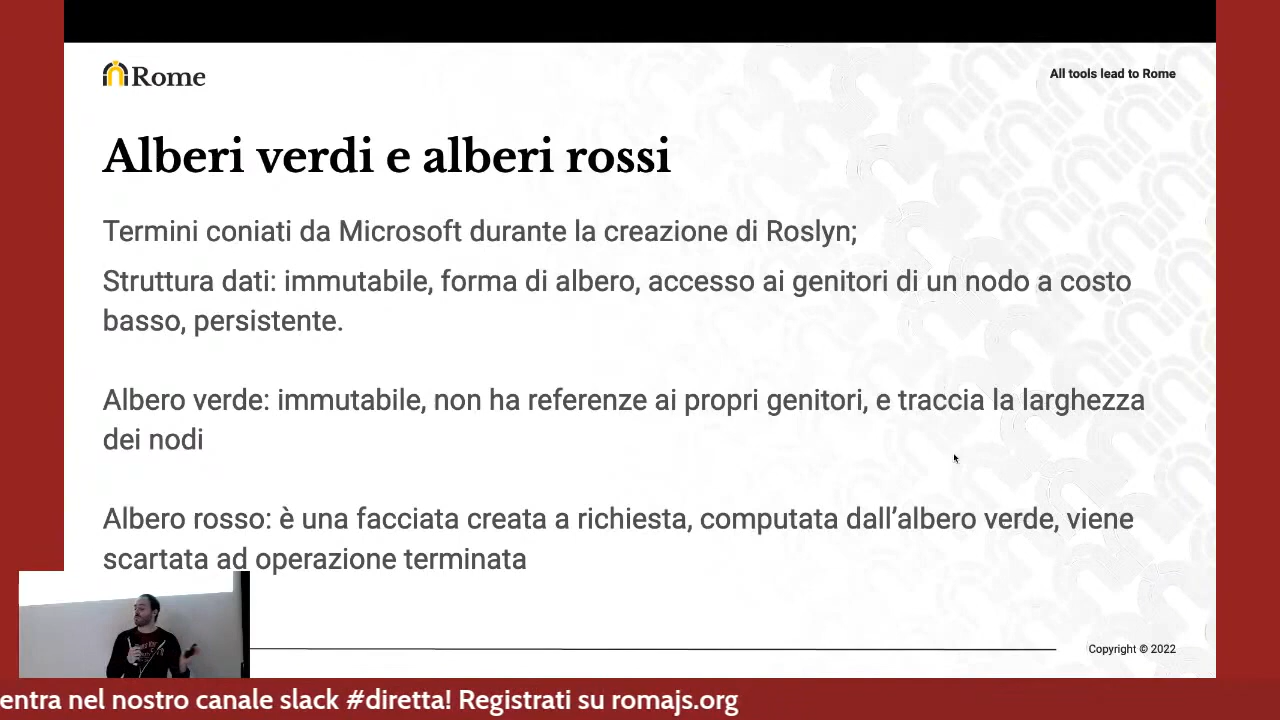 Rome
All tools lead to Rome
Alberi verdi e alberi rossi
Termini coniati da Microsoft durante la creazione di Roslyn;
Struttura dati: immutabile, forma di albero, accesso ai genitori di un nodo a costo
basso, persistente.
Albero verde: immutabile, non ha referenze ai propri genitori, e traccia la larghezza
dei nodi
Albero rosso: è una facciata creata a richiesta, computata dall’albero verde, viene
scartata ad operazione terminata
Copyright © 2022
entra nel nostro canale slack #diretta! Registrati su romajs.org